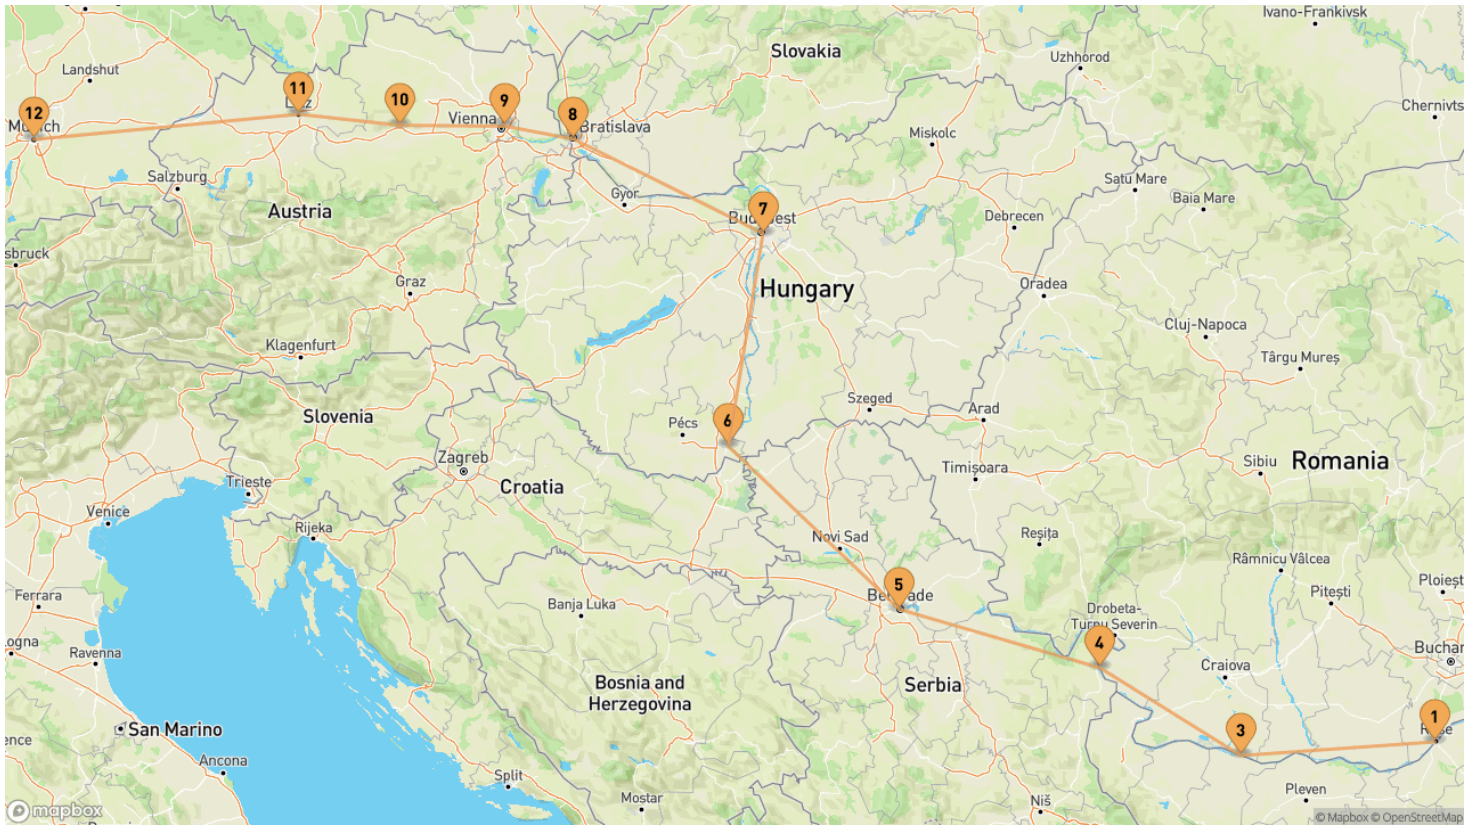 Ivano-Frankivsk
Slovakia
Uzhhorod
Landshut
11
12
10
9
8
Chernivts
Vienna
Bratislava
Miskolc
Salzburg
Satu Mare
Baia Mare
Gyor
7
Austria
Debrecen
sbruck
Graz
Hungary
Oradea
Cluj-Napoca
Klagenfurt
Târgu Mureș
Szeged
Arad
Slovenia
Pécs
6
Zagreb
Timișoara
Sibiu
Romania
Trieste
Croatia
Venice
Rijeka
Novi Sad
Reșița
Râmnicu Vâlcea
Ploieșt
Ferrara
Banja Luka
5
Pitești
Drobeta-
Turnu Severin
4
logna
Ravenna
Craiova
Buchar
Bosnia and
Herzegovina
Serbia
San Marino
3
1
ence
Ancona
Split
Mostar
Niš
Pleven
mapbox
© Mapbox © OpenStreetMap